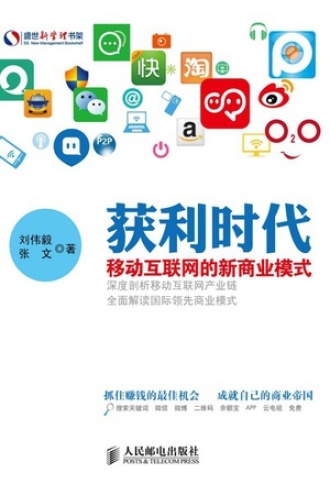 盛世新管理书架
SS New-Management Bookshelf
快
淘
P2P
a
O2O
获利时代
移动互联网的新商业模式
刘伟毅
张 文 ◎著
深度剖析移动互联网产业链
全面解读国际领先商业模式
抓住赚钱的最佳机会 成就自己的商业帝国
搜索关键词 微信 微博 二维码 余额宝 APP 云电视 免费
人民邮电出版社
POSTS & TELECOM PRESS